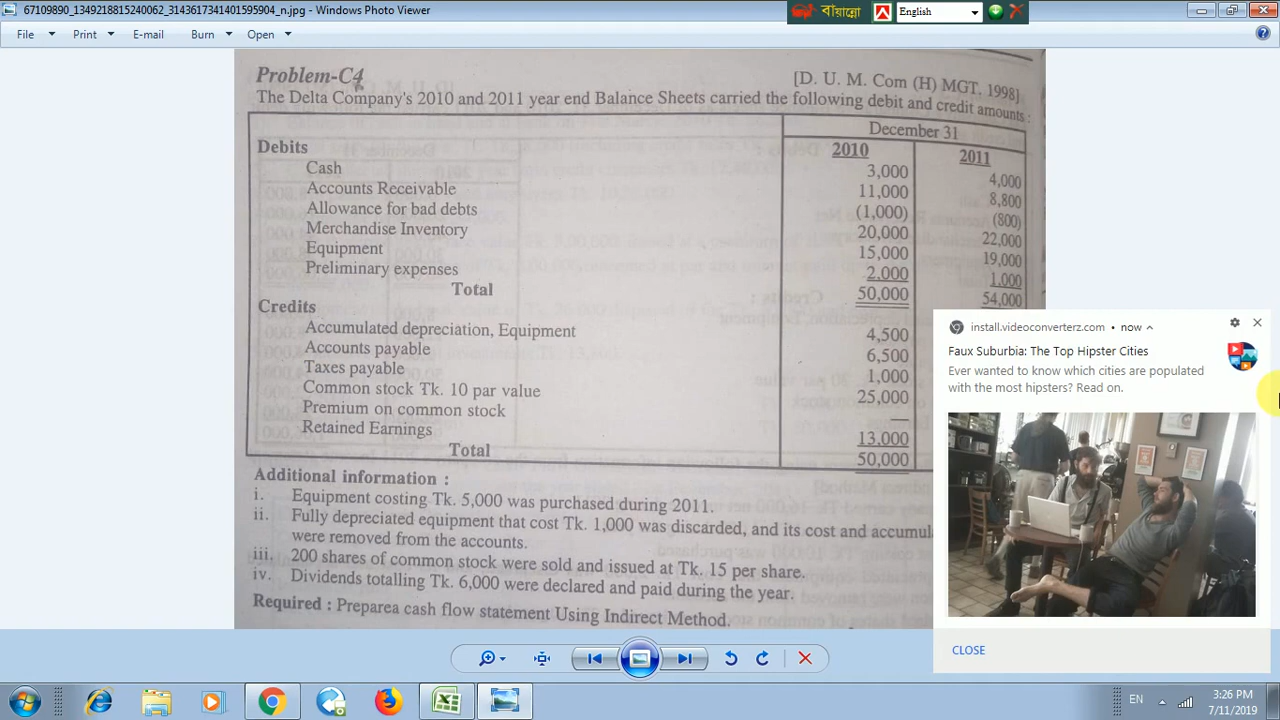 67109890_1349218815240062_3163017341401595904_n.jpg - Windows Photo Viewer
বাঁয়ান্নো
English
File Print E-mail Burn Open
Problem-C4
[D. U. M. Com (H) MGT. 1998]
The Delta Company's 2010 and 2011 year end Balance Sheets carried the following debit and credit amounts :
December 31
Debits 2010 2011
Cash 3,000 4,000
Accounts Receivable 11,000 8,800
Allowance for bad debts (1,000) (800)
Merchandise Inventory 20,000 22,000
Equipment 15,000 19,000
Preliminary expenses 2,000 1,000
Total 50,000 54,000
Credits
Accumulated depreciation, Equipment 4,500
Accounts payable 6,500
Taxes payable 1,000
Common stock Tk. 10 par value 25,000
Premium on common stock —
Retained Earnings 13,000
Total 50,000
Additional information :
i. Equipment costing Tk. 5,000 was purchased during 2011.
ii. Fully depreciated equipment that cost Tk. 1,000 was discarded, and its cost and accumul
were removed from the accounts.
iii. 200 shares of common stock were sold and issued at Tk. 15 per share.
iv. Dividends totalling Tk. 6,000 were declared and paid during the year.
Required : Preparea cash flow statement Using Indirect Method.
install.videoconverterz.com • now
Faux Suburbia: The Top Hipster Cities
Ever wanted to know which cities are populated
with the most hipsters? Read on.
CLOSE
EN
3:26 PM
7/11/2019